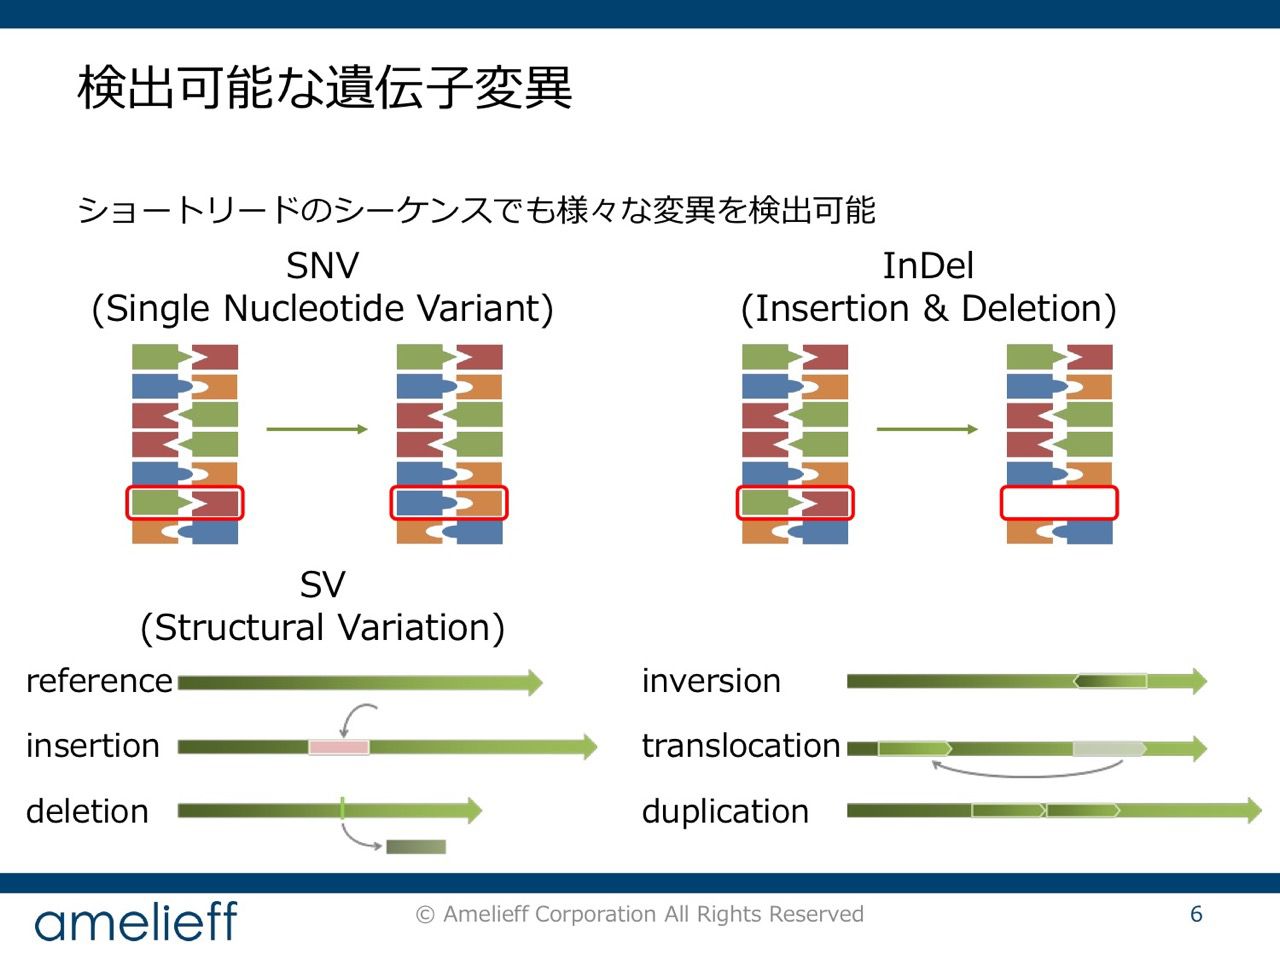 検出可能な遺伝子変異
ショートリードのシーケンスでも様々な変異を検出可能
SNV
(Single Nucleotide Variant)
InDel
(Insertion & Deletion)
SV
(Structural Variation)
reference
insertion
deletion
inversion
translocation
duplication
amelieff
© Amelieff Corporation All Rights Reserved
6